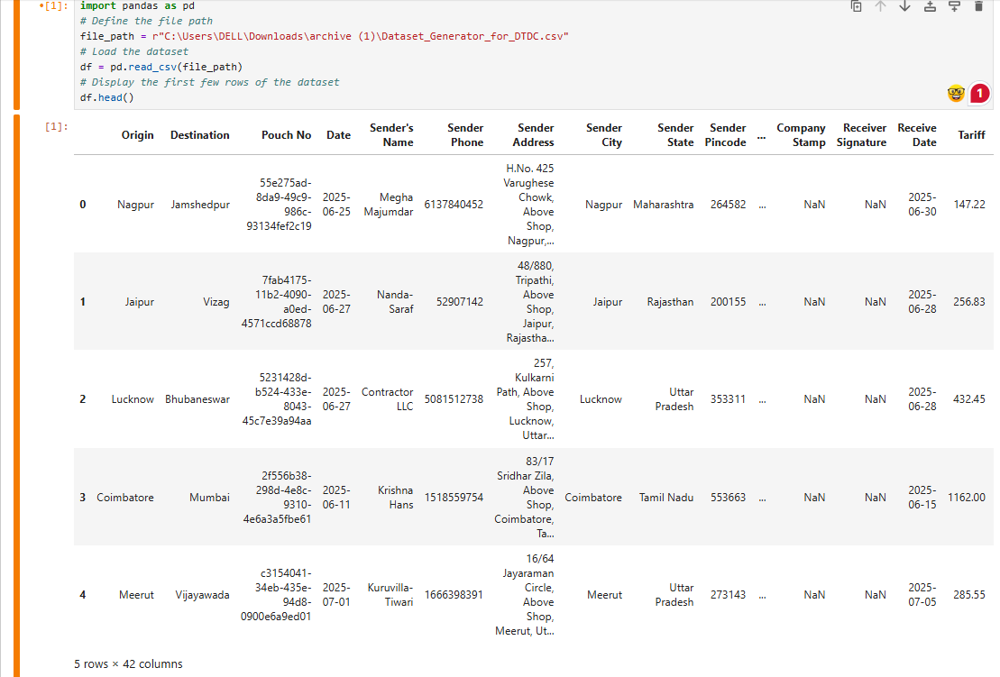 [1]: import pandas as pd
# Define the file path
file_path = r"C:\Users\DELL\Downloads\archive (1)\Dataset_Generator_for_DTDC.csv"
# Load the dataset
df = pd.read_csv(file_path)
# Display the first few rows of the dataset
df.head()
1
[1]:
Origin Destination Pouch No Date Sender's Name Sender Phone Sender Address Sender City Sender State Sender Pincode ... Company Stamp Receiver Signature Receive Date Tariff
0 Nagpur Jamshedpur 55e275ad-8da9-49c9-986c-93134fef2c19 2025-06-25 Megha Majumdar 6137840452 H.No. 425 Varughese Chowk, Above Shop, Nagpur,... Nagpur Maharashtra 264582 ... NaN NaN 2025-06-30 147.22
1 Jaipur Vizag 7fab4175-11b2-4090-a0ed-4571ccd68878 2025-06-27 Nanda-Saraf 52907142 48/880, Tripathi, Above Shop, Jaipur, Rajastha... Jaipur Rajasthan 200155 ... NaN NaN 2025-06-28 256.83
2 Lucknow Bhubaneswar 5231428d-b524-433e-8043-45c7e39a94aa 2025-06-27 Contractor LLC 5081512738 257, Kulkarni Path, Above Shop, Lucknow, Uttar... Lucknow Uttar Pradesh 353311 ... NaN NaN 2025-06-28 432.45
3 Coimbatore Mumbai 2f556b38-298d-4e8c-9310-4e6a3a5fbe61 2025-06-11 Krishna Hans 1518559754 83/17 Sridhar Zila, Above Shop, Coimbatore, Ta... Coimbatore Tamil Nadu 553663 ... NaN NaN 2025-06-15 1162.00
4 Meerut Vijayawada c3154041-34eb-435e-94d8-0900e6a9ed01 2025-07-01 Kuruvilla-Tiwari 1666398391 16/64 Jayaraman Circle, Above Shop, Meerut, Ut... Meerut Uttar Pradesh 273143 ... NaN NaN 2025-07-05 285.55
5 rows × 42 columns